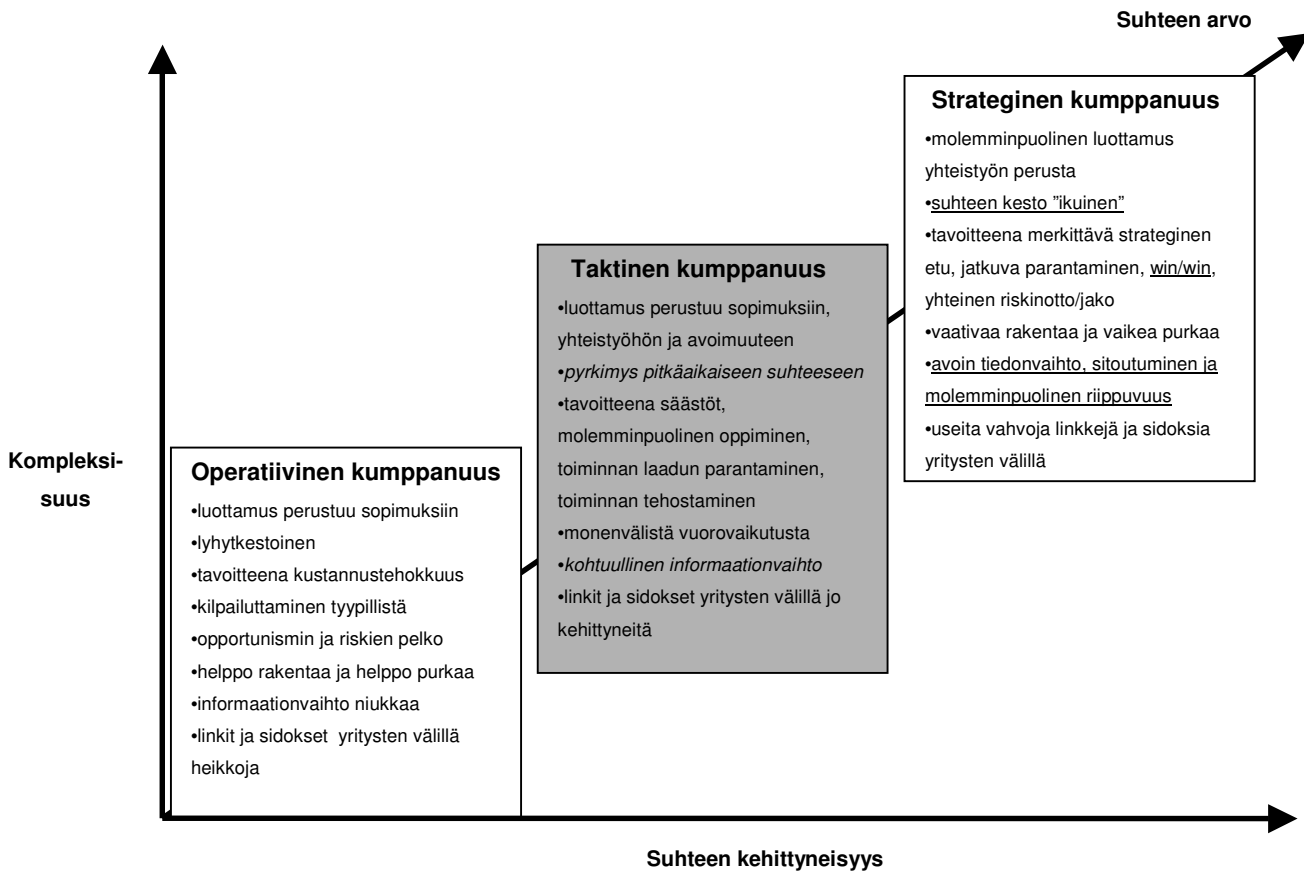 Suhteen arvo
Strateginen kumppanuus
•molemminpuolinen luottamus
yhteistyön perusta
•suhteen kesto ”ikuinen”
•tavoitteena merkittävä strateginen
etu, jatkuva parantaminen, win/win,
yhteinen riskinotto/jako
•vaativaa rakentaa ja vaikea purkaa
•avoin tiedonvaihto, sitoutuminen ja
molemminpuolinen riippuvuus
•useita vahvoja linkkejä ja sidoksia
yritysten välillä
Taktinen kumppanuus
•luottamus perustuu sopimuksiin,
yhteistyöhön ja avoimuuteen
•pyrkimys pitkäaikaiseen suhteeseen
•tavoitteena säästöt,
molemminpuolinen oppiminen,
toiminnan laadun parantaminen,
toiminnan tehostaminen
•monenvälistä vuorovaikutusta
•kohtuullinen informaationvaihto
•linkit ja sidokset yritysten välillä jo
kehittyneitä
Kompleksi-
suus
Operatiivinen kumppanuus
•luottamus perustuu sopimuksiin
•lyhytkestoinen
•tavoitteena kustannustehokkuus
•kilpailuttaminen tyypillistä
•opportunismin ja riskien pelko
•helppo rakentaa ja helppo purkaa
•informaationvaihto niukkaa
•linkit ja sidokset yritysten välillä
heikkoja
Suhteen kehittyneisyys